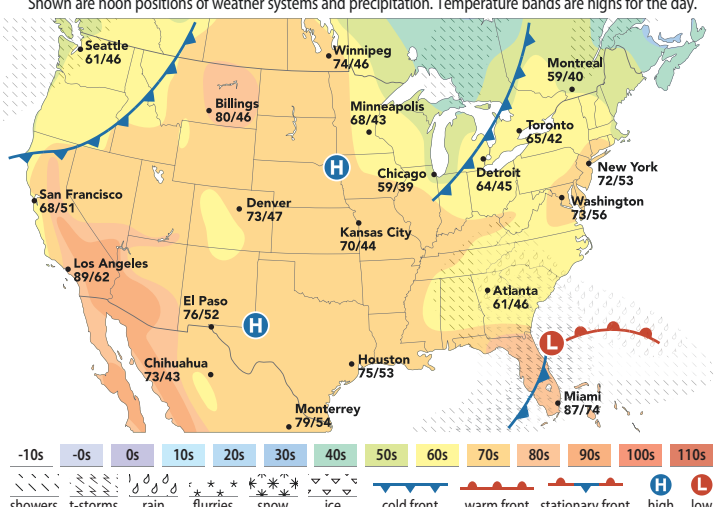 Shown are noon positions of weather systems and precipitation. Temperature bands are highs for the day.
Seattle
61/46
Winnipeg
74/46
Montreal
59/40
Billings
80/46
Minneapolis
68/43
Toronto
65/42
H
Chicago
59/39
Detroit
64/45
New York
72/53
San Francisco
68/51
Denver
73/47
Washington
73/56
Kansas City
70/44
Los Angeles
89/62
Atlanta
61/46
El Paso
76/52
H
L
Chihuahua
73/43
Houston
75/53
Miami
87/74
Monterrey
79/54
-10s -0s 0s 10s 20s 30s 40s 50s 60s 70s 80s 90s 100s 110s
H L
showers t-storms rain flurries snow ice cold front warm front stationary front high low